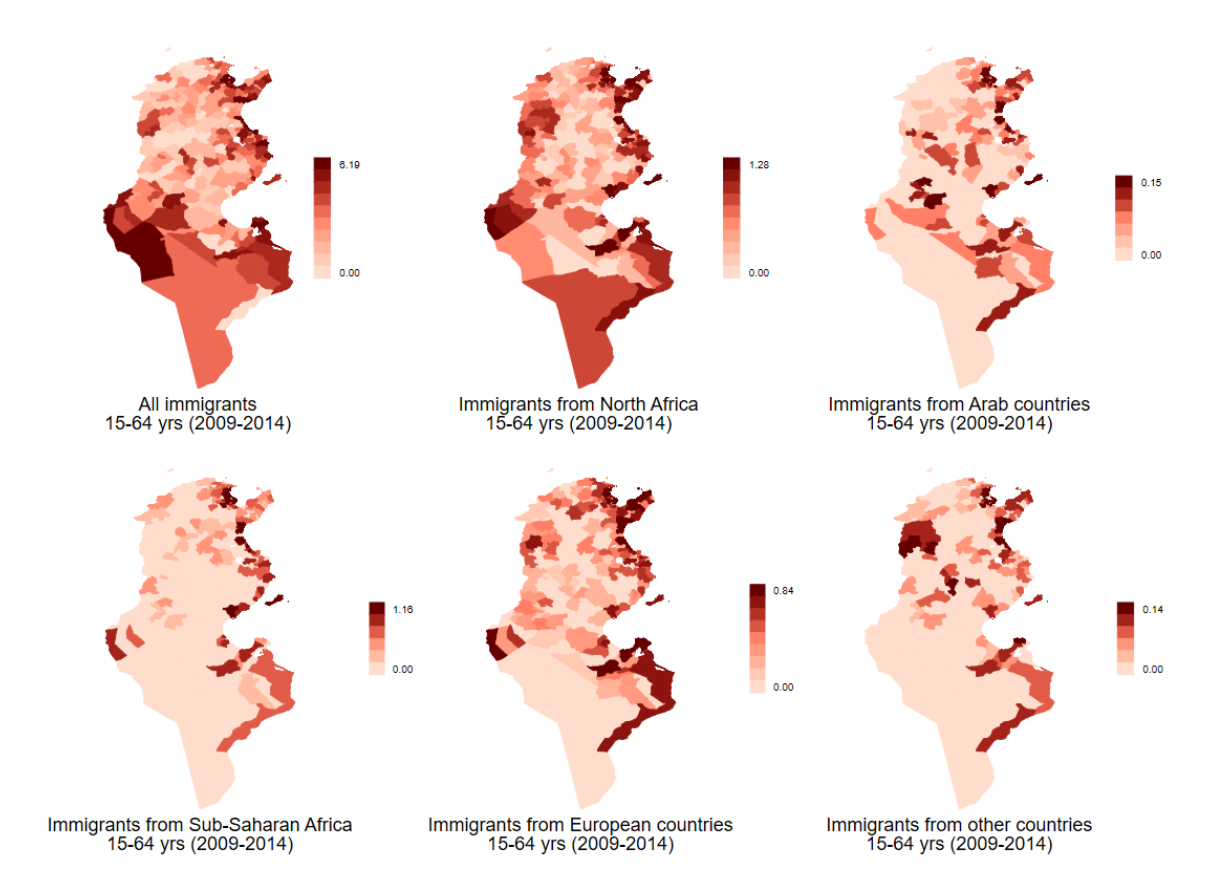 6.19
0.00
All immigrants
15-64 yrs (2009-2014)
1.28
0.00
Immigrants from North Africa
15-64 yrs (2009-2014)
0.15
0.00
Immigrants from Arab countries
15-64 yrs (2009-2014)
1.16
0.00
Immigrants from Sub-Saharan Africa
15-64 yrs (2009-2014)
0.84
0.00
Immigrants from European countries
15-64 yrs (2009-2014)
0.14
0.00
Immigrants from other countries
15-64 yrs (2009-2014)